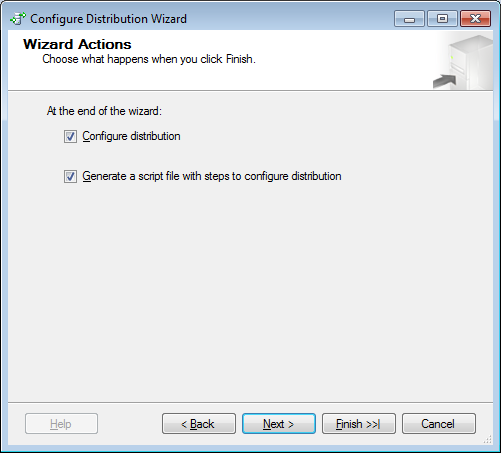 Configure Distribution Wizard
Wizard Actions
Choose what happens when you click Finish.
At the end of the wizard:
Configure distribution
Generate a script file with steps to configure distribution
Help
< Back
Next >
Finish >>|
Cancel